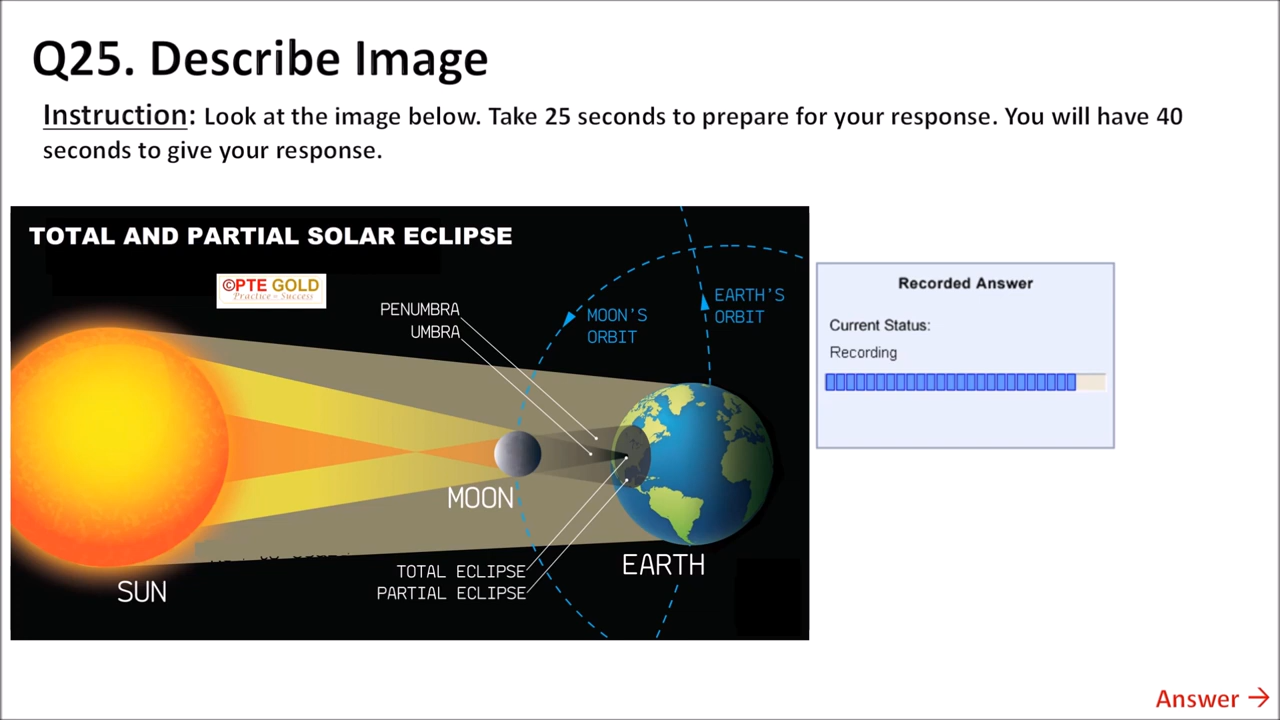 Q25. Describe Image
Instruction: Look at the image below. Take 25 seconds to prepare for your response. You will have 40
seconds to give your response.
TOTAL AND PARTIAL SOLAR ECLIPSE
©PTE GOLD
Practice = Success
PENUMBRA
UMBRA
MOON'S
ORBIT
EARTH'S
ORBIT
MOON
SUN
EARTH
TOTAL ECLIPSE
PARTIAL ECLIPSE
Recorded Answer
Current Status:
Recording
Answer →